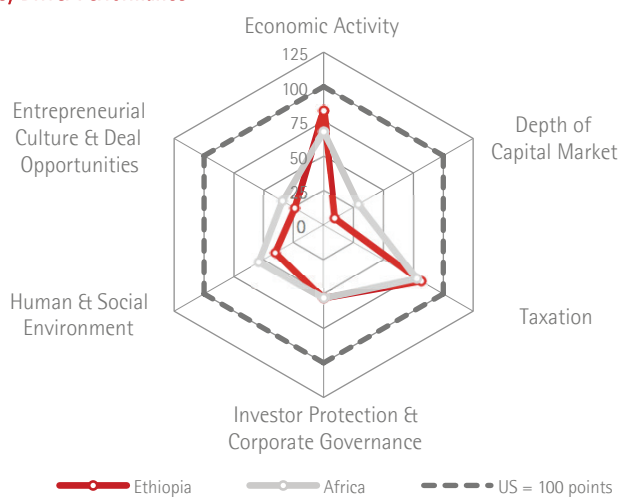 Economic Activity
125
100
75
50
25
0
Entrepreneurial
Culture & Deal
Opportunities
Depth of
Capital Market
Human & Social
Environment
Taxation
Investor Protection &
Corporate Governance
Ethiopia
Africa
US = 100 points